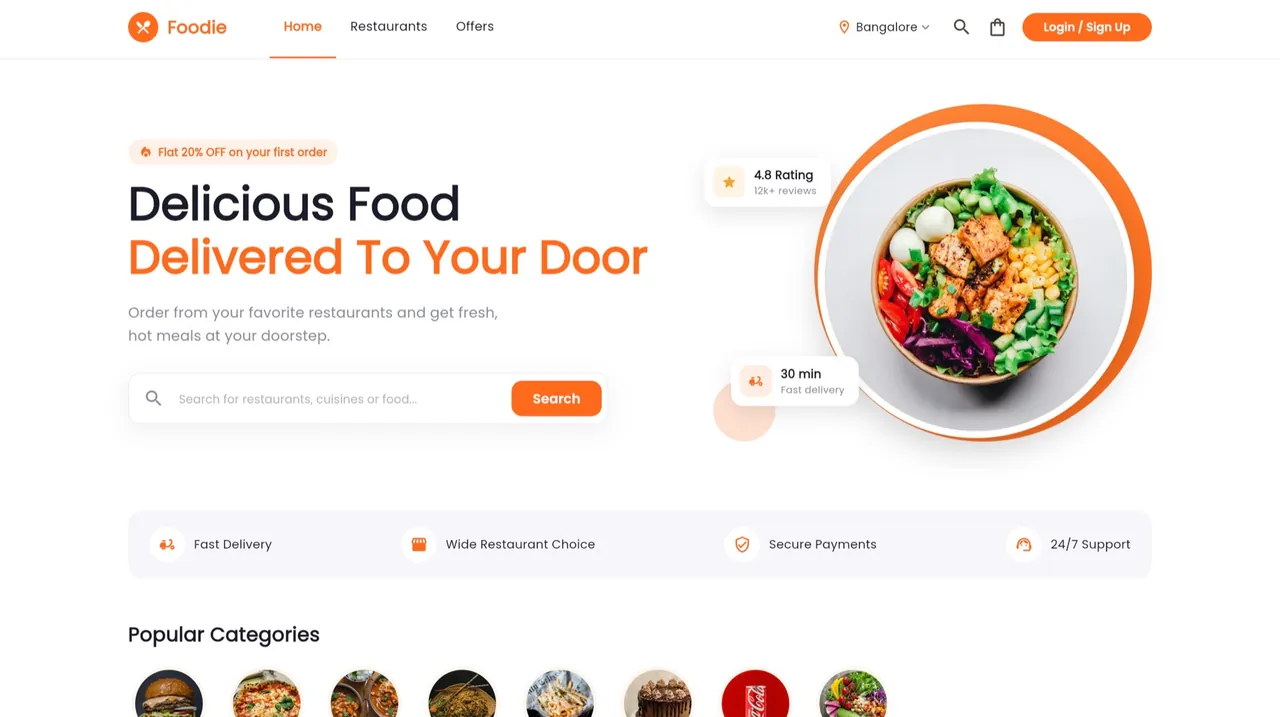 Foodie
Home
Restaurants
Offers
Bangalore
Login / Sign Up
Flat 20% OFF on your first order
Delicious Food
Delivered To Your Door
Order from your favorite restaurants and get fresh,
hot meals at your doorstep.
Search for restaurants, cuisines or food...
Search
4.8 Rating
12k+ reviews
30 min
Fast delivery
Fast Delivery
Wide Restaurant Choice
Secure Payments
24/7 Support
Popular Categories
Coca-Cola